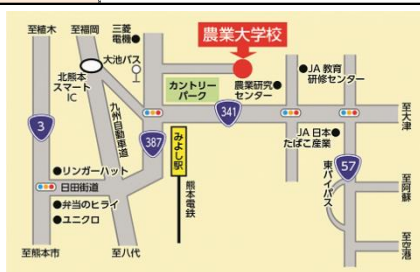 至植木
至福岡
三菱
電機●
農業大学校
大池バス
北熊本
スマート
IC
カントリー
パーク
農業研究●
センター
●JA 教育
研修センター
九州自動車道
3
387
341
至大津
みよし駅
熊本電鉄
JA 日本●
たばこ産業
57
●リンガーハット
日田街道
●弁当のヒライ
●ユニクロ
東バイパス
至阿蘇
至熊本市
至八代
至空港